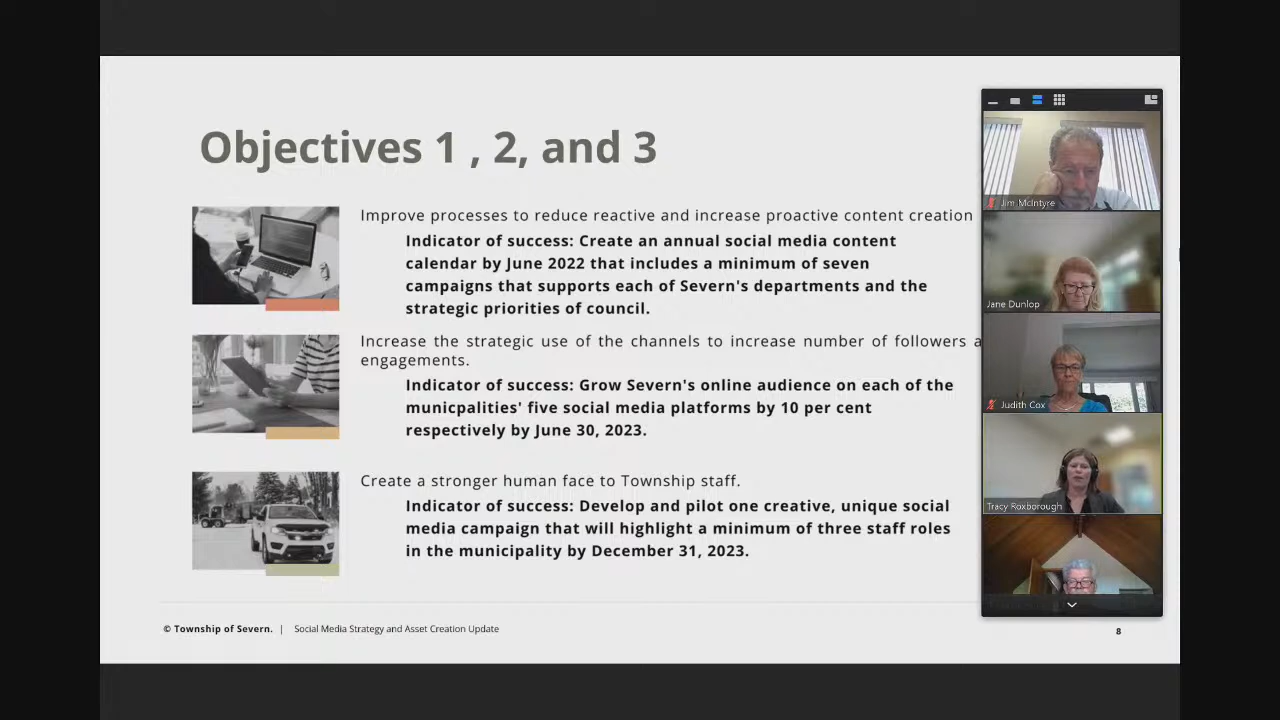 Objectives 1 , 2, and 3
Improve processes to reduce reactive and increase proactive content creation
Indicator of success: Create an annual social media content
calendar by June 2022 that includes a minimum of seven
campaigns that supports each of Severn's departments and the
strategic priorities of council.
Increase the strategic use of the channels to increase number of followers a
engagements.
Indicator of success: Grow Severn's online audience on each of the
municpalities' five social media platforms by 10 per cent
respectively by June 30, 2023.
Create a stronger human face to Township staff.
Indicator of success: Develop and pilot one creative, unique social
media campaign that will highlight a minimum of three staff roles
in the municipality by December 31, 2023.
© Township of Severn. | Social Media Strategy and Asset Creation Update
8
Jim McIntyre
Jane Dunlop
Judith Cox
Tracy Roxborough